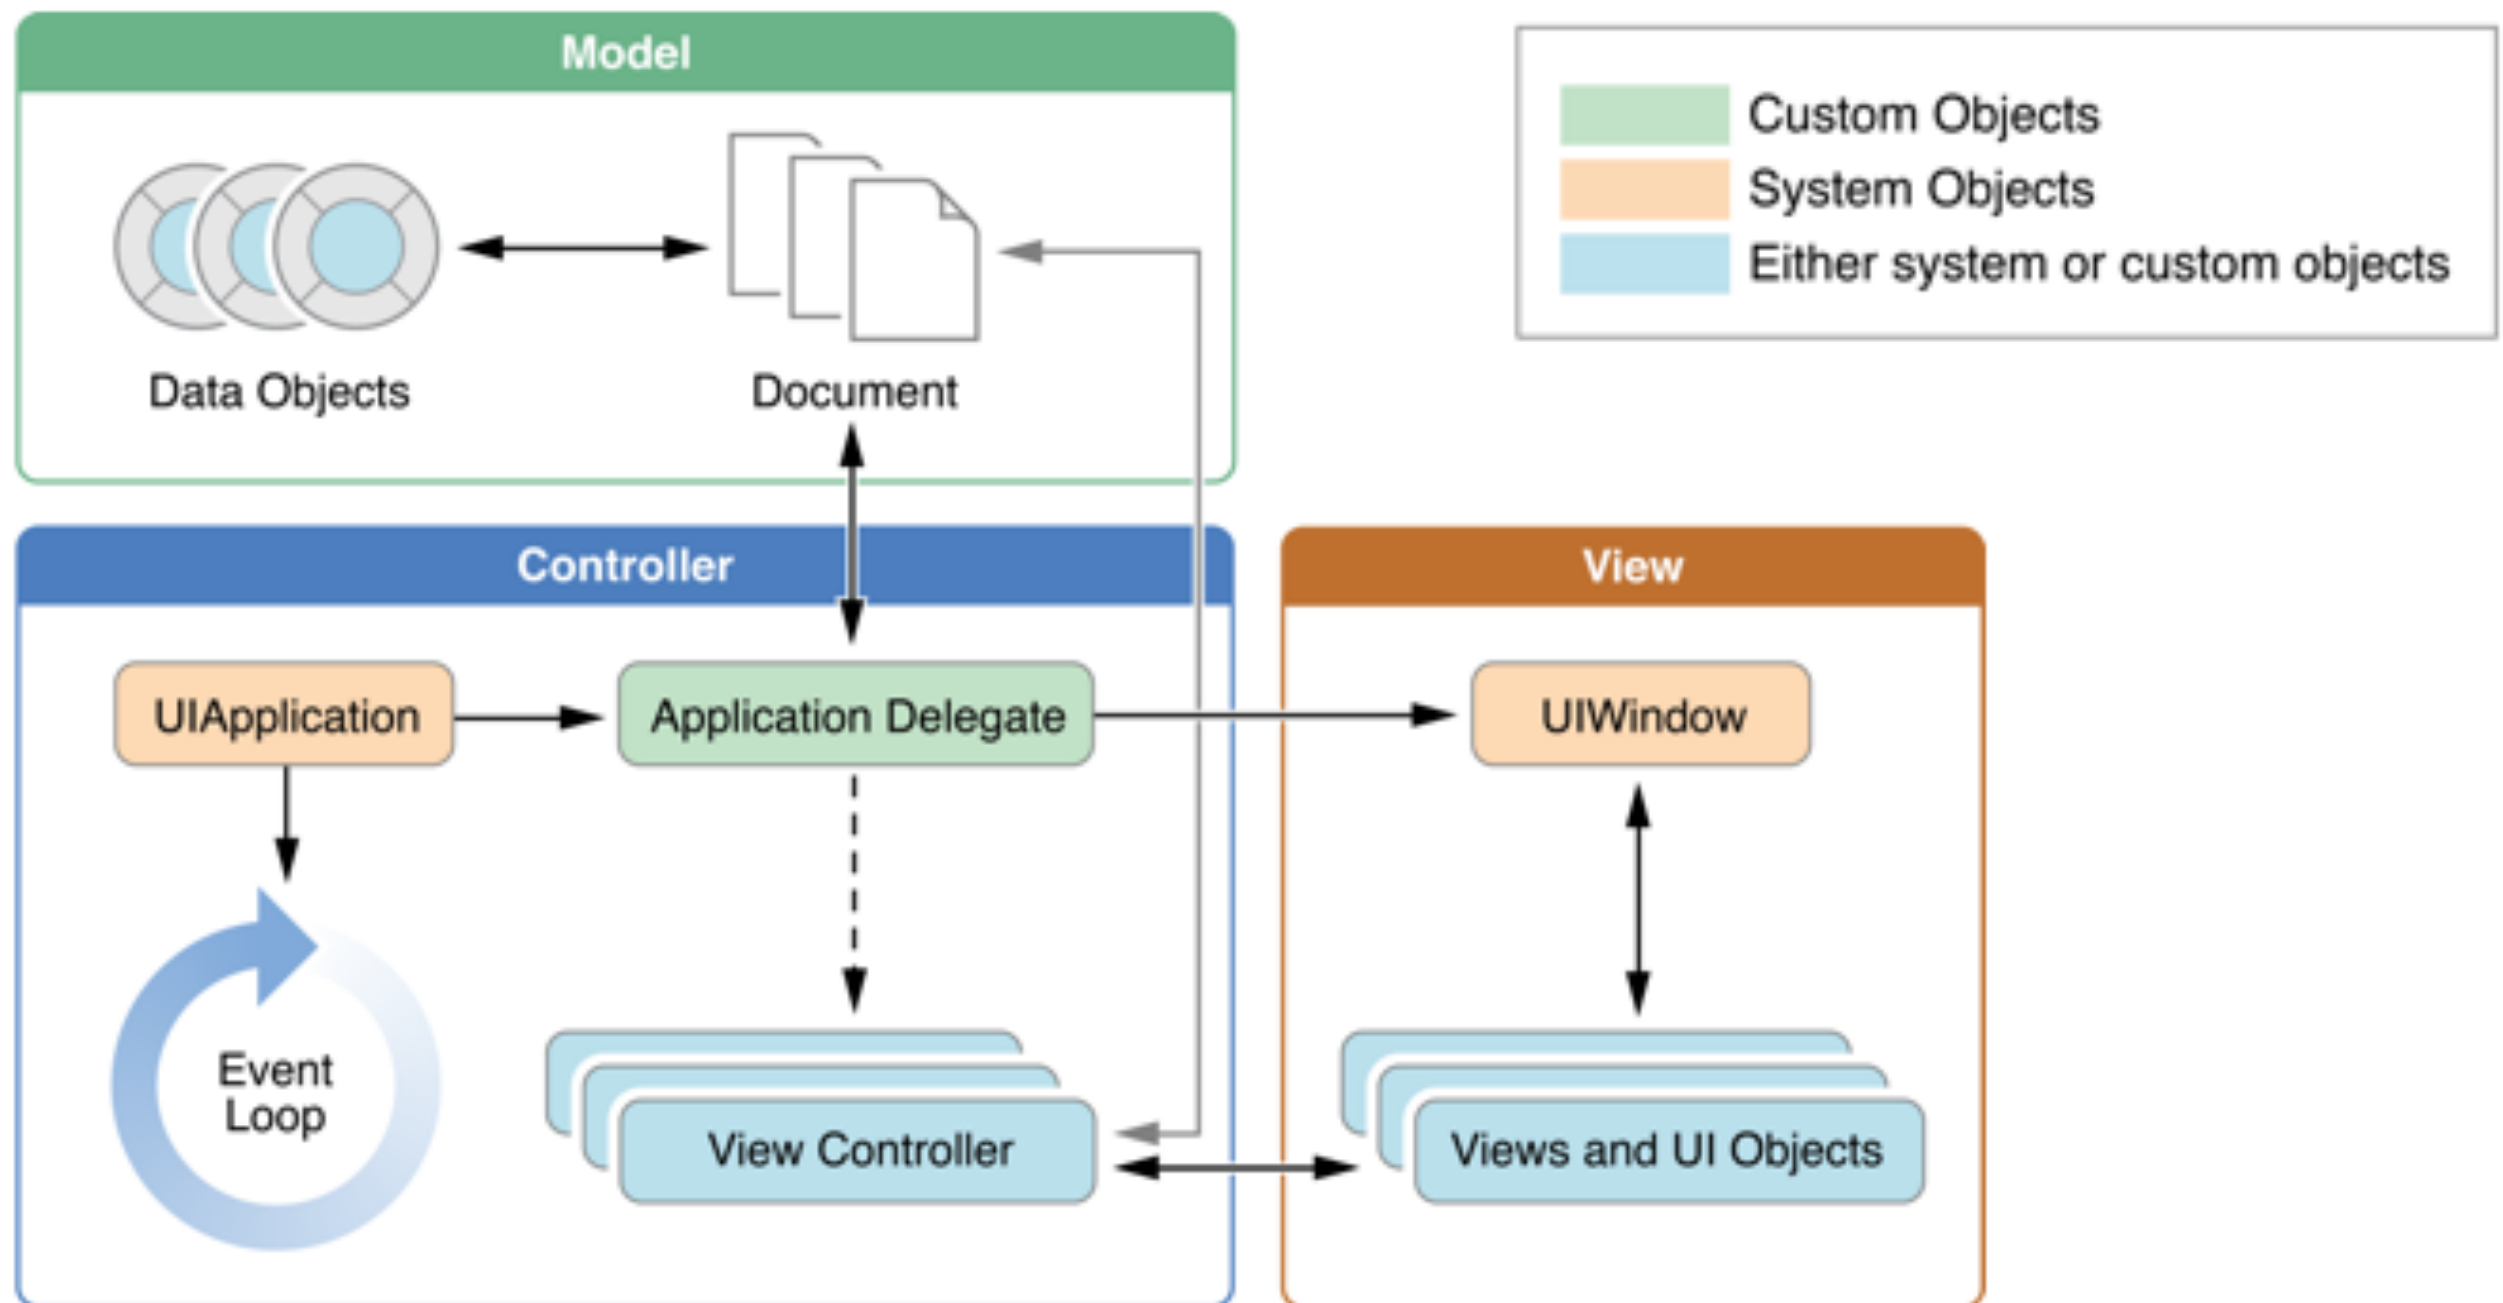 Model
Custom Objects
System Objects
Either system or custom objects
Data Objects
Document
Controller
View
UIApplication
Application Delegate
UIWindow
Event
Loop
View Controller
Views and UI Objects